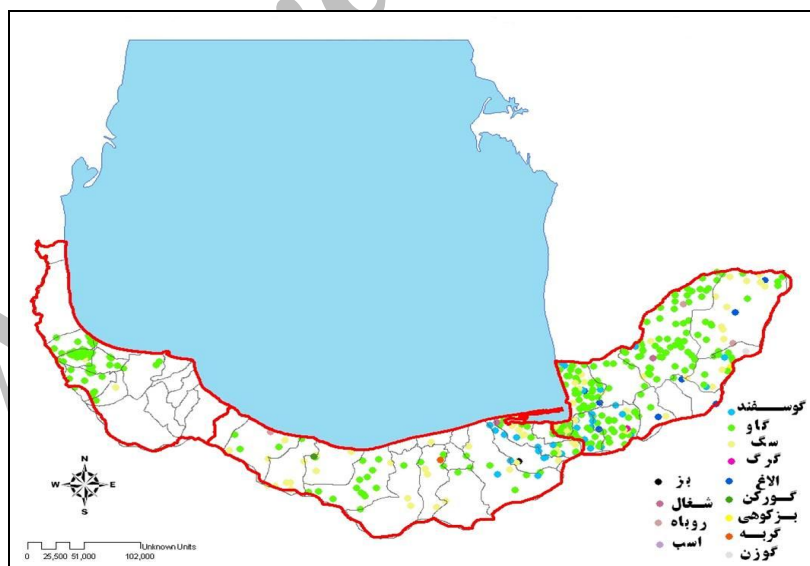 گوسفند
گاو
سگ
گرگ
الاغ
گورکن
بزکوهی
گربه
گوزن
بز
شغال
روباه
اسب
N
W E
S
Unknown Units
0 25,500 51,000 102,000